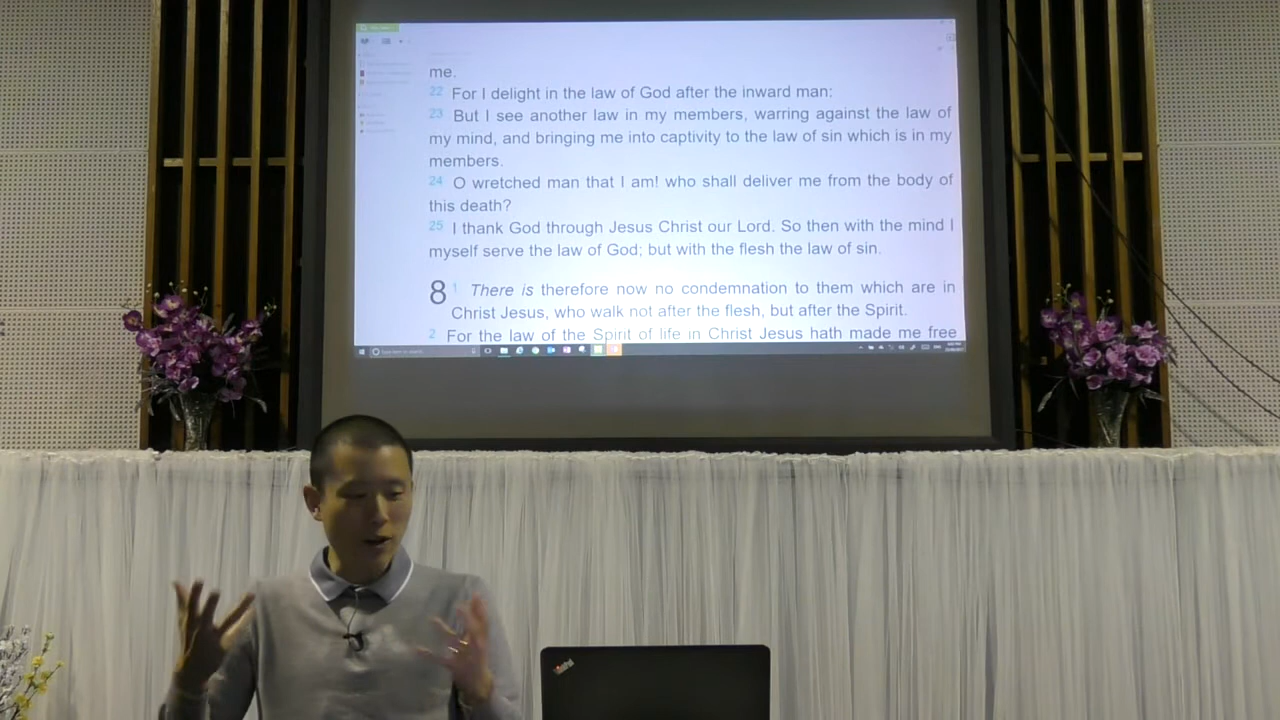 me.
22 For I delight in the law of God after the inward man:
23 But I see another law in my members, warring against the law of
my mind, and bringing me into captivity to the law of sin which is in my
members.
24 O wretched man that I am! who shall deliver me from the body of
this death?
25 I thank God through Jesus Christ our Lord. So then with the mind I
myself serve the law of God; but with the flesh the law of sin.
8 1 There is therefore now no condemnation to them which are in
Christ Jesus, who walk not after the flesh, but after the Spirit.
2 For the law of the Spirit of life in Christ Jesus hath made me free